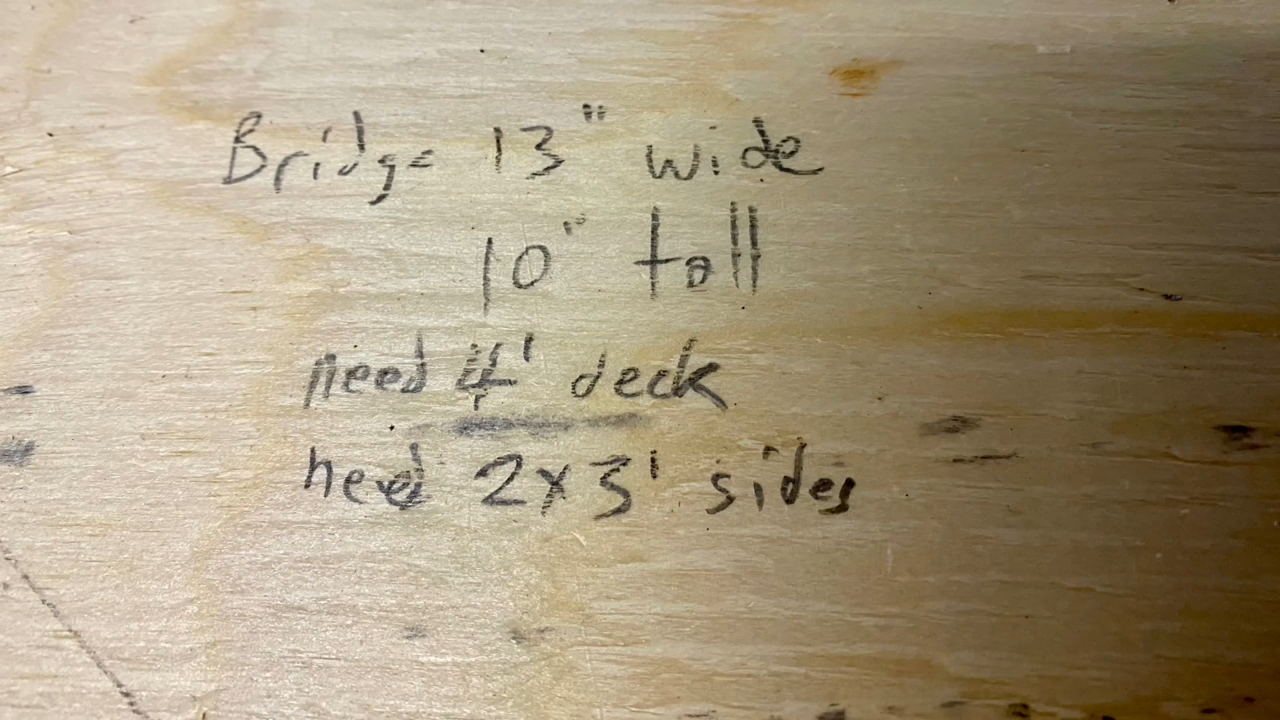 Bridge 13" wide
10" tall
need 4' deck
need 2x3' sides